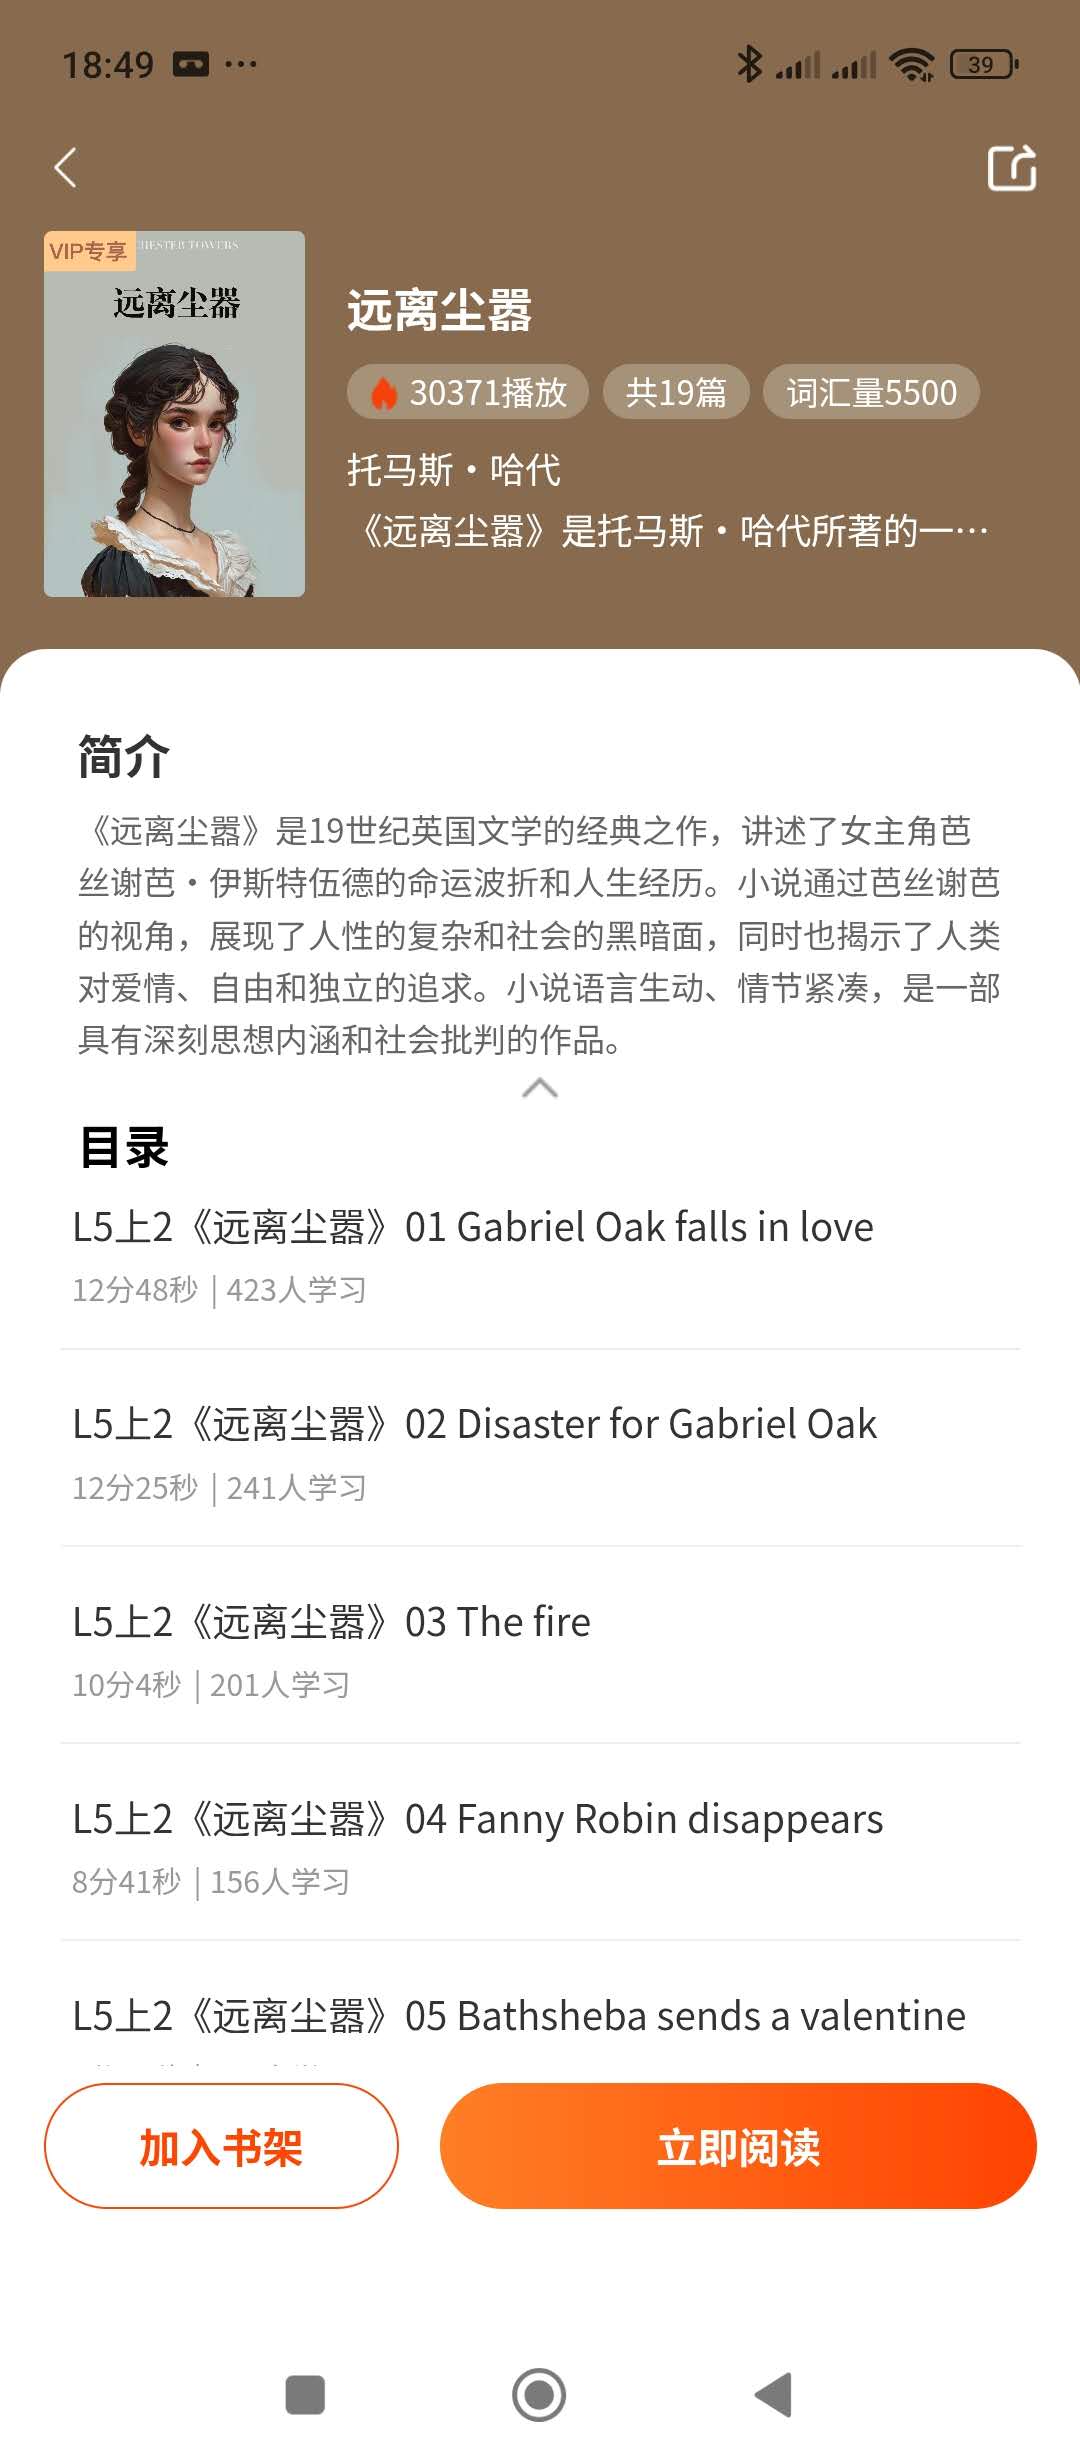 18:49
39
VIP专享
CHESTER TOWERS
远离尘嚣
远离尘嚣
30371播放
共19篇
词汇量5500
托马斯·哈代
《远离尘嚣》是托马斯·哈代所著的一…
简介
《远离尘嚣》是19世纪英国文学的经典之作，讲述了女主角芭
丝谢芭·伊斯特伍德的命运波折和人生经历。小说通过芭丝谢芭
的视角，展现了人性的复杂和社会的黑暗面，同时也揭示了人类
对爱情、自由和独立的追求。小说语言生动、情节紧凑，是一部
具有深刻思想内涵和社会批判的作品。
目录
L5上2《远离尘嚣》01 Gabriel Oak falls in love
12分48秒 | 423人学习
L5上2《远离尘嚣》02 Disaster for Gabriel Oak
12分25秒 | 241人学习
L5上2《远离尘嚣》03 The fire
10分4秒 | 201人学习
L5上2《远离尘嚣》04 Fanny Robin disappears
8分41秒 | 156人学习
L5上2《远离尘嚣》05 Bathsheba sends a valentine
加入书架
立即阅读